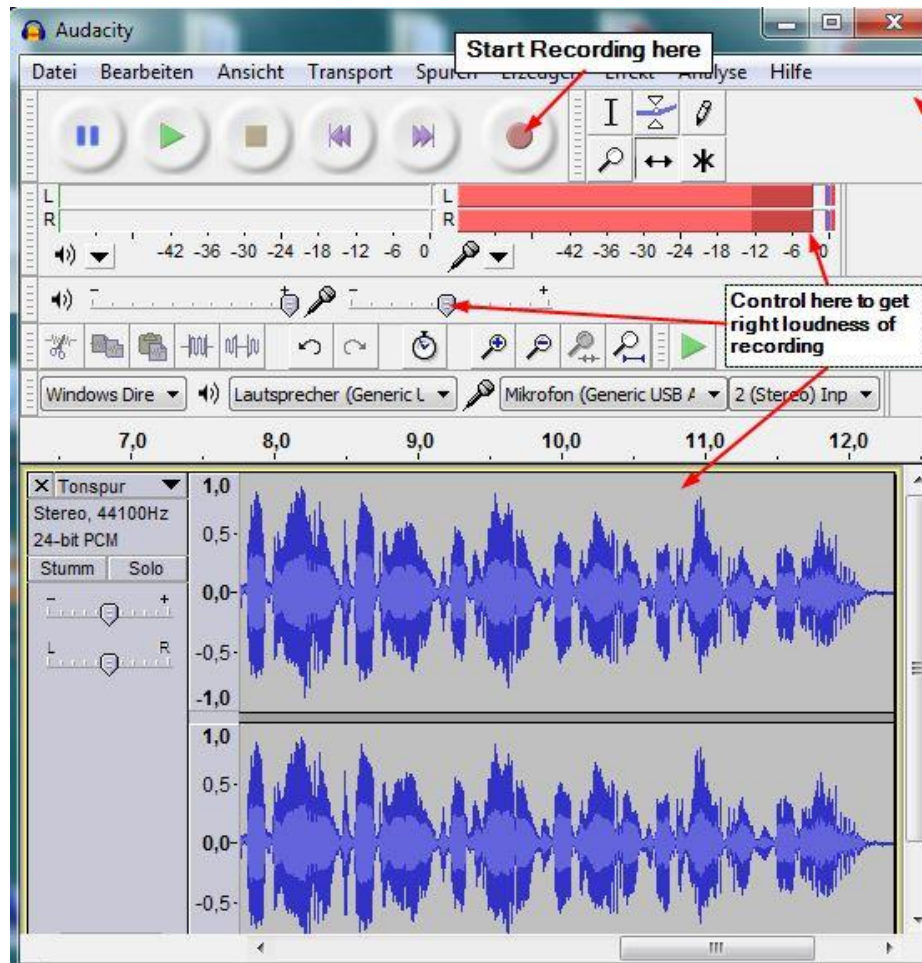 Audacity
Start Recording here
Datei Bearbeiten Ansicht Transport Spuren Erzeugen Effekt Analyse Hilfe
L L
R R
-42 -36 -30 -24 -18 -12 -6 0 -42 -36 -30 -24 -18 -12 -6 0
- + - +
Control here to get
right loudness of
recording
Windows Dire Lautsprecher (Generic Mikrofon (Generic USB 2 (Stereo) Inp
7,0 8,0 9,0 10,0 11,0 12,0
X Tonspur
Stereo, 44100Hz
24-bit PCM
Stumm Solo
- +
L R
1,0
0,5
0,0
-0,5
-1,0
1,0
0,5
0,0
-0,5